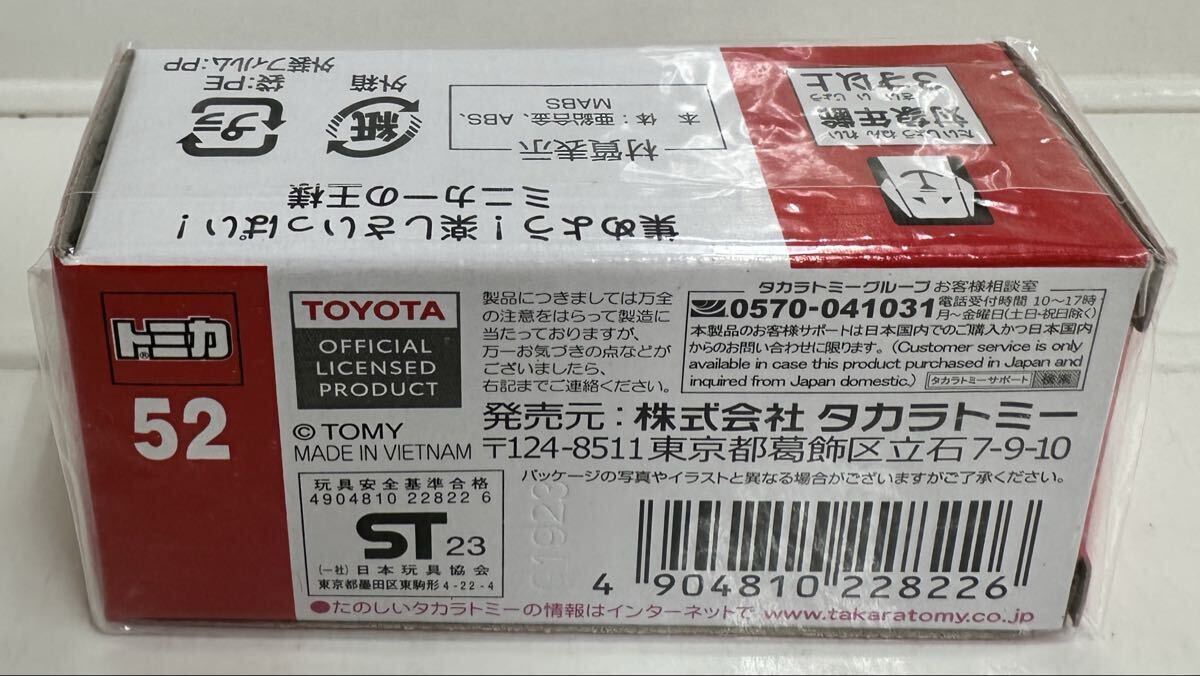 対象年齢
たいしょうねんれい
3才以上
さい いじょう
材質表示
本 体：亜鉛合金、ABS、
MABS
紙
外箱
プラ
袋:PE
外装フィルム:PP
集めよう！楽しさいっぱい！
ミニカーの王様
トミカ
®
52
TOYOTA
OFFICIAL
LICENSED
PRODUCT
© TOMY
MADE IN VIETNAM
製品につきましては万全
の注意をはらって製造に
当たっておりますが、
万一お気づきの点などが
ございましたら、
右記までご連絡ください。
タカラトミーグループ お客様相談室
0570-041031 電話受付時間 10〜17時
月〜金曜日(土日・祝日除く)
本製品のお客様サポートは日本国内でのご購入かつ日本国内
からのお問い合わせに限ります。(Customer service is only
available in case this product purchased in Japan and
inquired from Japan domestic.) タカラトミーサポート 検索
発売元：株式会社 タカラトミー
〒124-8511 東京都葛飾区立石7-9-10
パッケージの写真やイラストと異なる場合がございますがご了承ください。
玩具安全基準合格
4904810 22822 6
ST 23
(一社)日本玩具協会
東京都墨田区東駒形4-22-4
4 904810 228226
●たのしいタカラトミーの情報はインターネットで www.takaratomy.co.jp